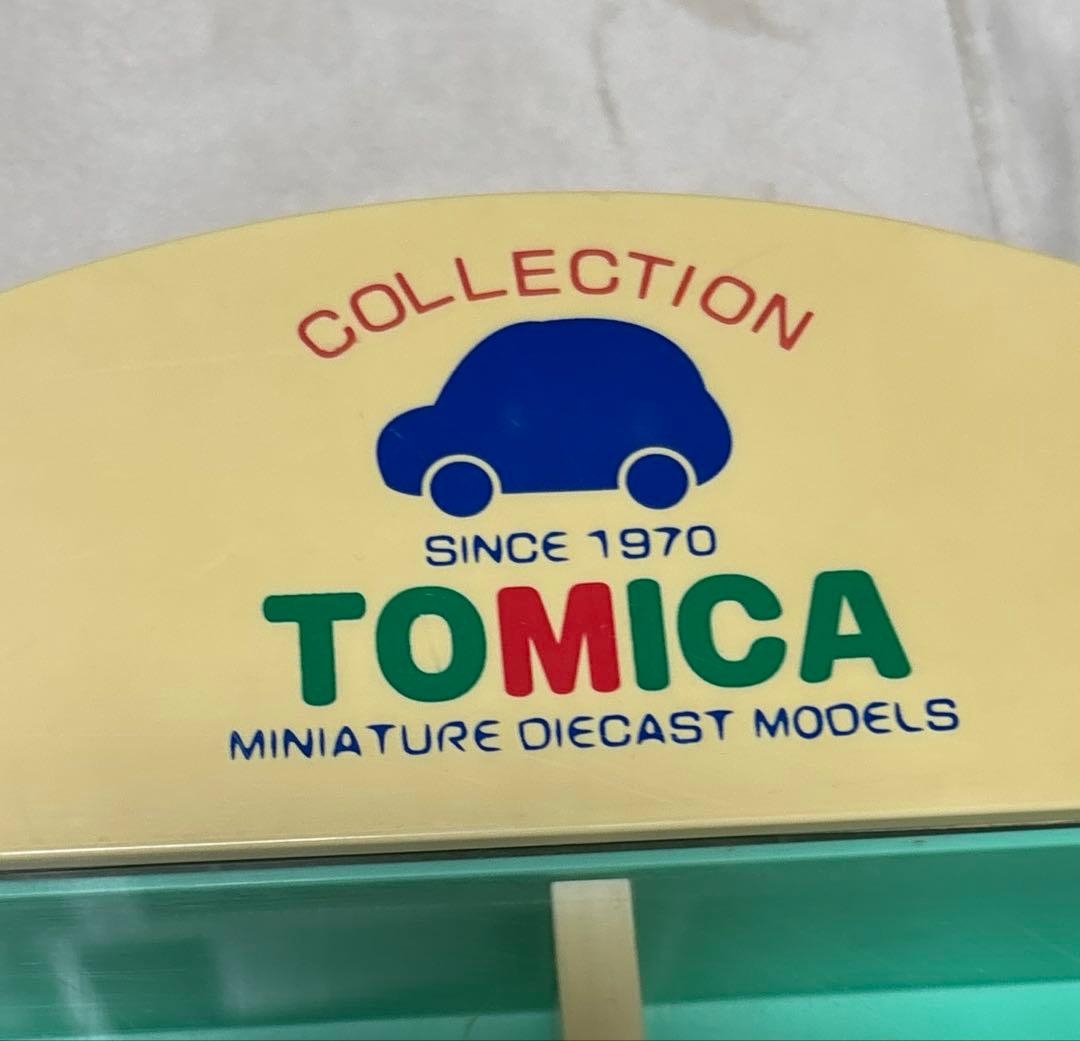 COLLECTION
SINCE 1970
TOMICA
MINIATURE DIECAST MODELS